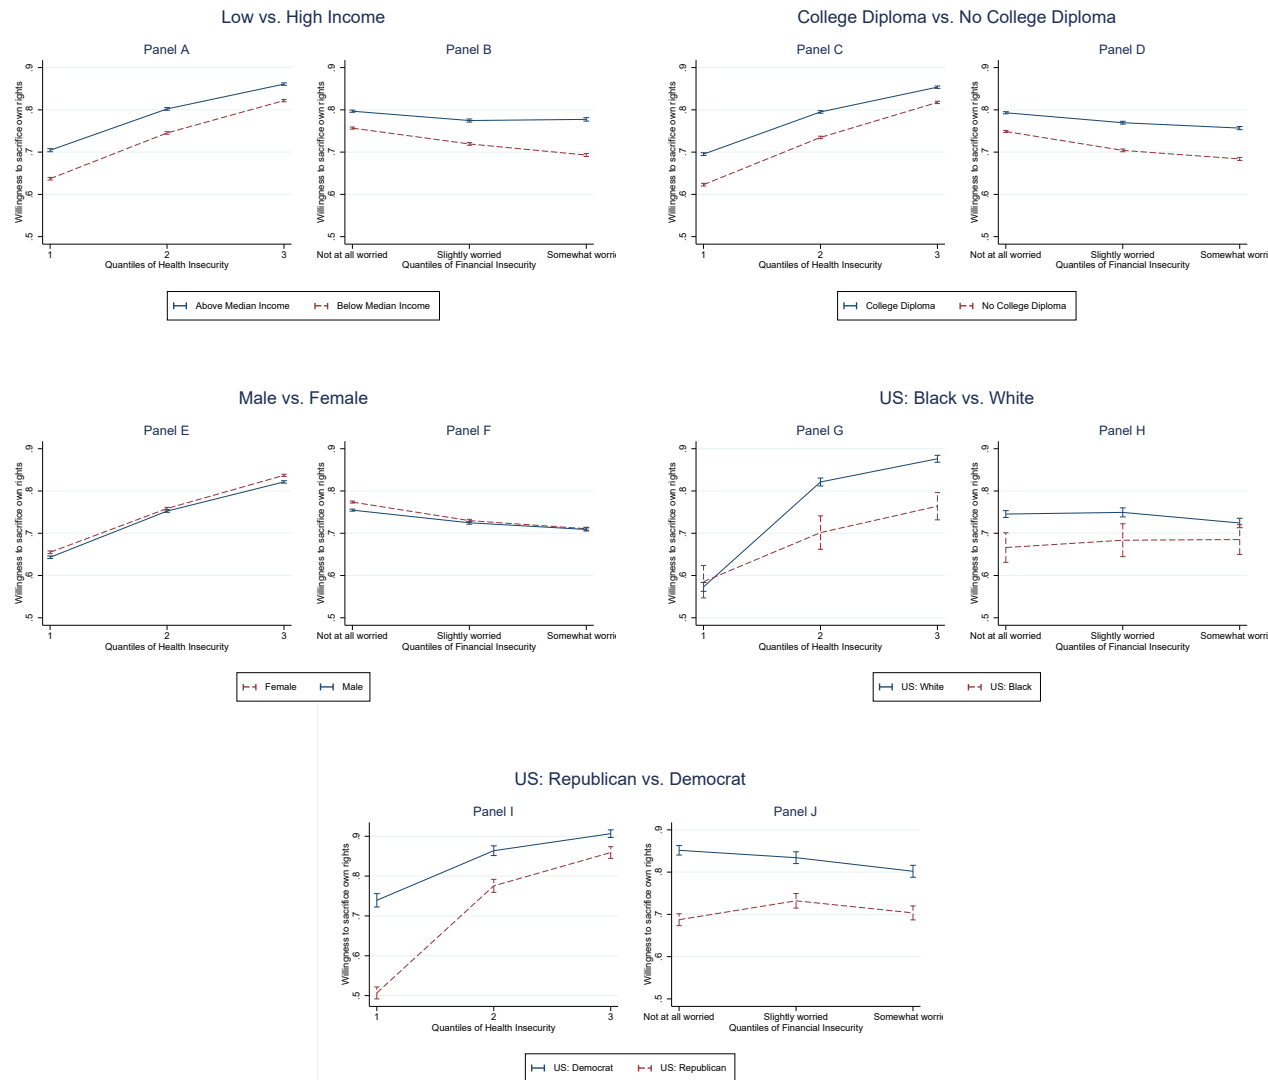 Low vs. High Income
Panel A
Willingness to sacrifice own rights
.9
.8
.7
.6
.5
1
2
3
Quantiles of Health Insecurity
Panel B
Willingness to sacrifice own rights
.9
.8
.7
.6
.5
Not at all worried
Slightly worried
Somewhat worri
Quantiles of Financial Insecurity
Above Median Income
Below Median Income
College Diploma vs. No College Diploma
Panel C
Willingness to sacrifice own rights
.9
.8
.7
.6
.5
1
2
3
Quantiles of Health Insecurity
Panel D
Willingness to sacrifice own rights
.9
.8
.7
.6
.5
Not at all worried
Slightly worried
Somewhat worri
Quantiles of Financial Insecurity
College Diploma
No College Diploma
Male vs. Female
Panel E
Willingness to sacrifice own rights
.9
.8
.7
.6
.5
1
2
3
Quantiles of Health Insecurity
Panel F
Willingness to sacrifice own rights
.9
.8
.7
.6
.5
Not at all worried
Slightly worried
Somewhat worri
Quantiles of Financial Insecurity
Female
Male
US: Black vs. White
Panel G
Willingness to sacrifice own rights
.9
.8
.7
.6
.5
1
2
3
Quantiles of Health Insecurity
Panel H
Willingness to sacrifice own rights
.9
.8
.7
.6
.5
Not at all worried
Slightly worried
Somewhat worri
Quantiles of Financial Insecurity
US: White
US: Black
US: Republican vs. Democrat
Panel I
Willingness to sacrifice own rights
.9
.8
.7
.6
.5
1
2
3
Quantiles of Health Insecurity
Panel J
Willingness to sacrifice own rights
.9
.8
.7
.6
.5
Not at all worried
Slightly worried
Somewhat worri
Quantiles of Financial Insecurity
US: Democrat
US: Republican